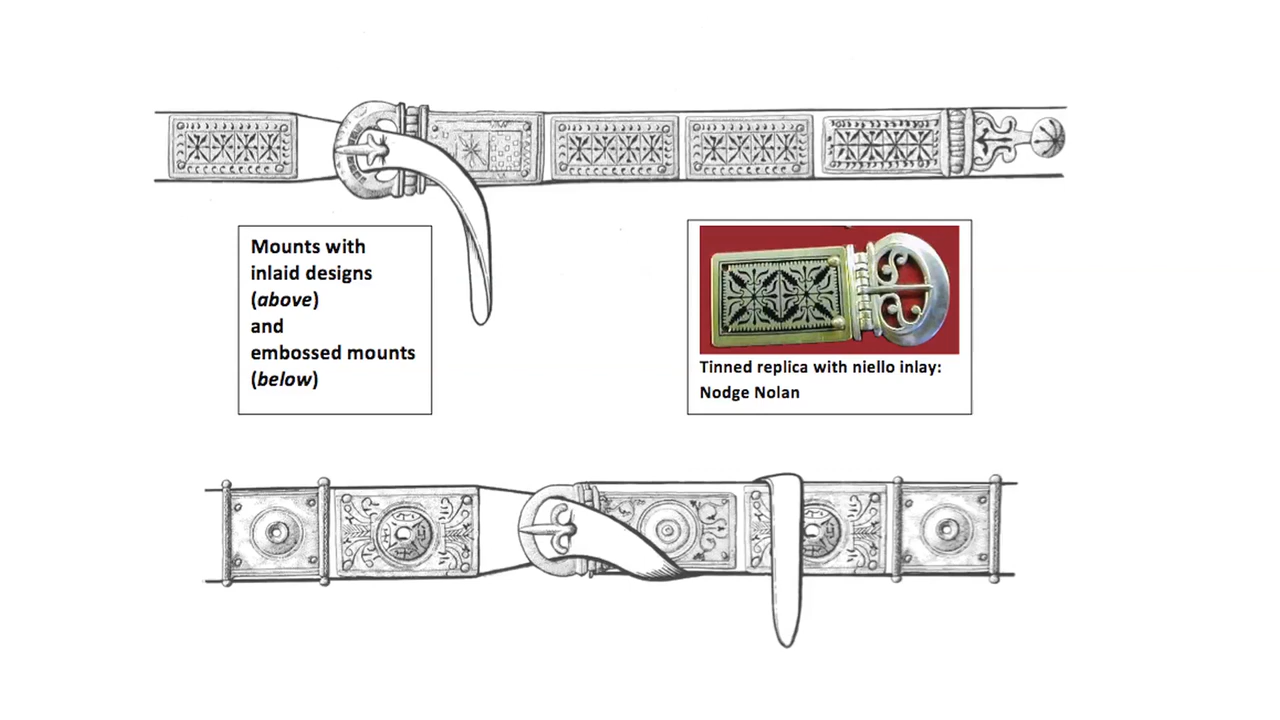 Mounts with
inlaid designs
(above)
and
embossed mounts
(below)
Tinned replica with niello inlay:
Nodge Nolan